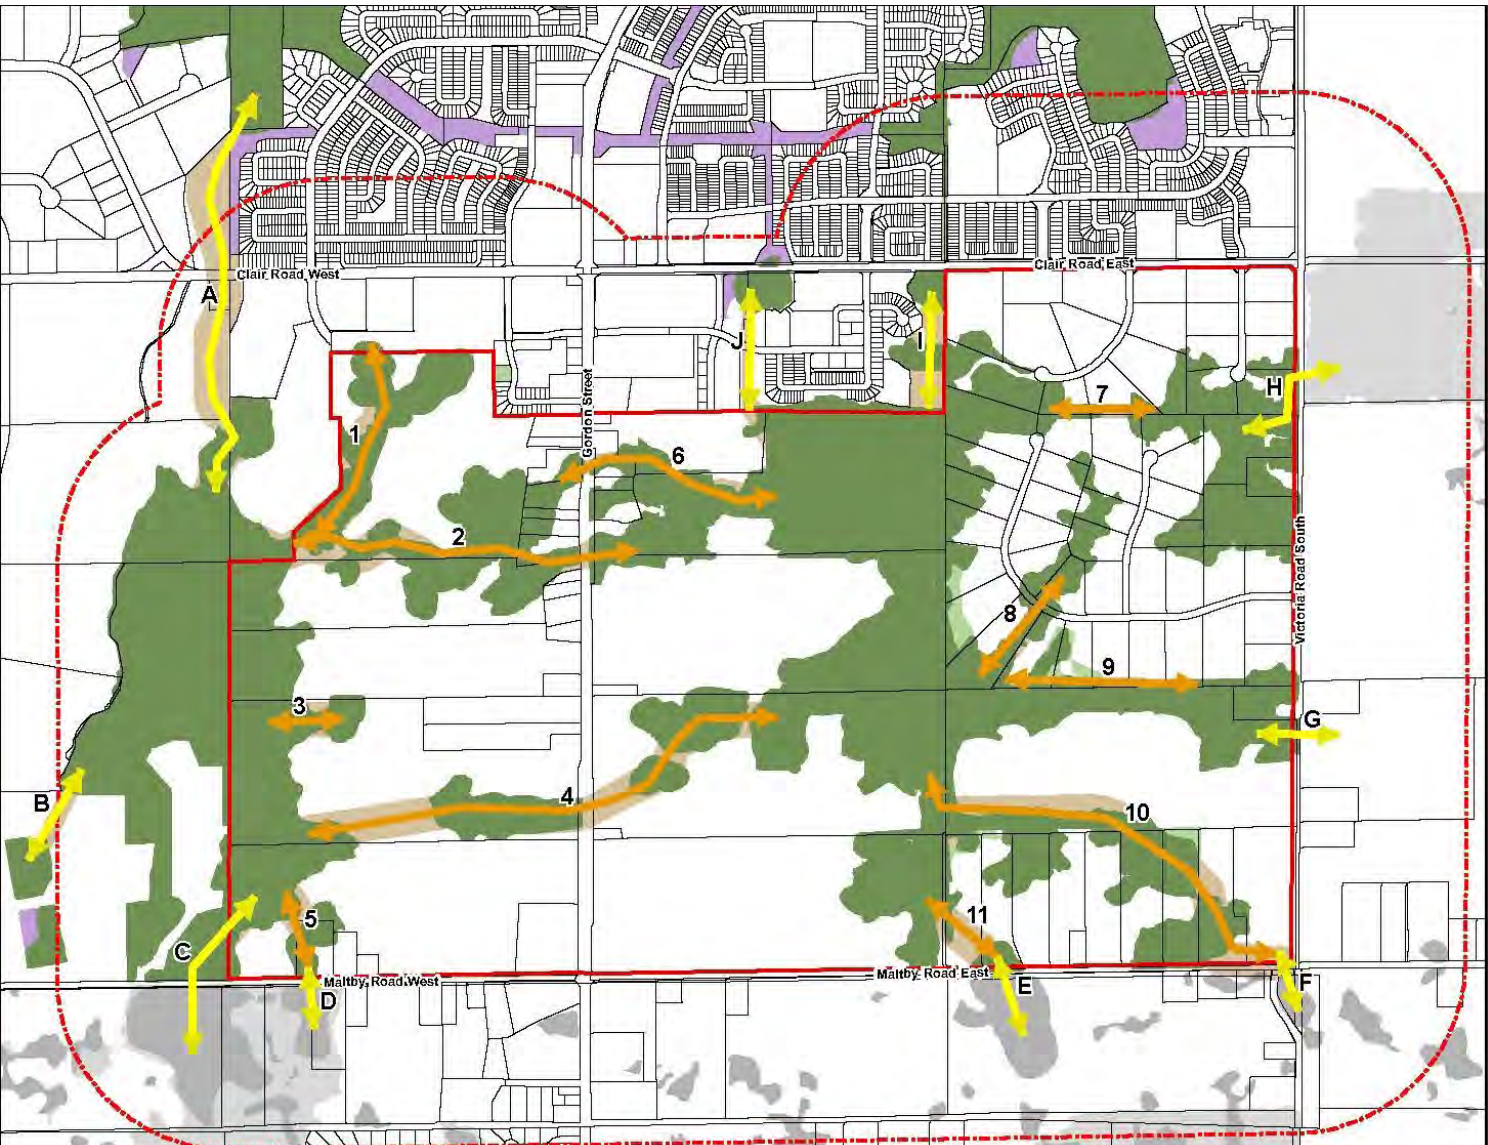 Clair Road East
Clair Road West
A
J
I
H
7
Gordon Street
1
6
2
Victoria Road South
8
9
3
G
4
B
10
11
5
C
Maltby Road East
Maltby Road West
E
F
D